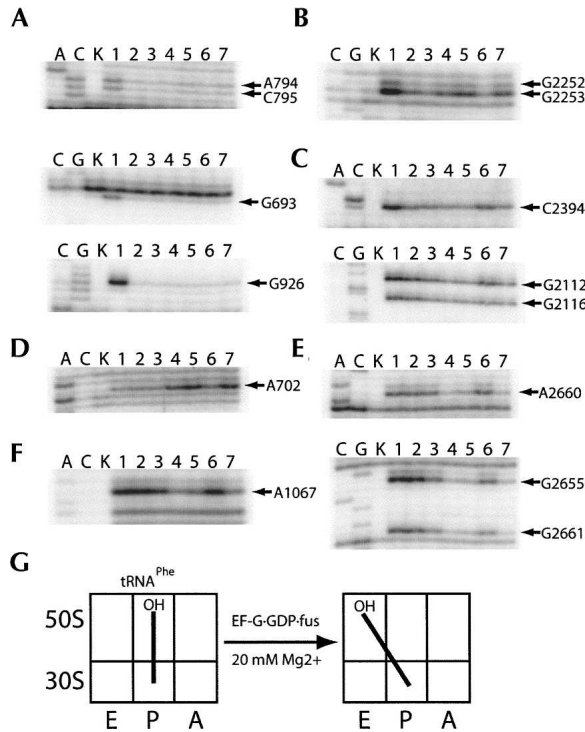 A
A C K 1 2 3 4 5 6 7
A794
C795
C G K 1 2 3 4 5 6 7
G693
C G K 1 2 3 4 5 6 7
G926
B
C G K 1 2 3 4 5 6 7
G2252
G2253
C
A C K 1 2 3 4 5 6 7
C2394
G K 1 2 3 4 5 6 7
G2112
G2116
D
A C K 1 2 3 4 5 6 7
A702
E
A C K 1 2 3 4 5 6 7
A2660
C G K 1 2 3 4 5 6 7
G2655
G2661
F
A C K 1 2 3 4 5 6 7
A1067
G
tRNA^Phe
50S
30S
OH
E P A
EF-G·GDP·fus
20 mM Mg2+
OH
E P A